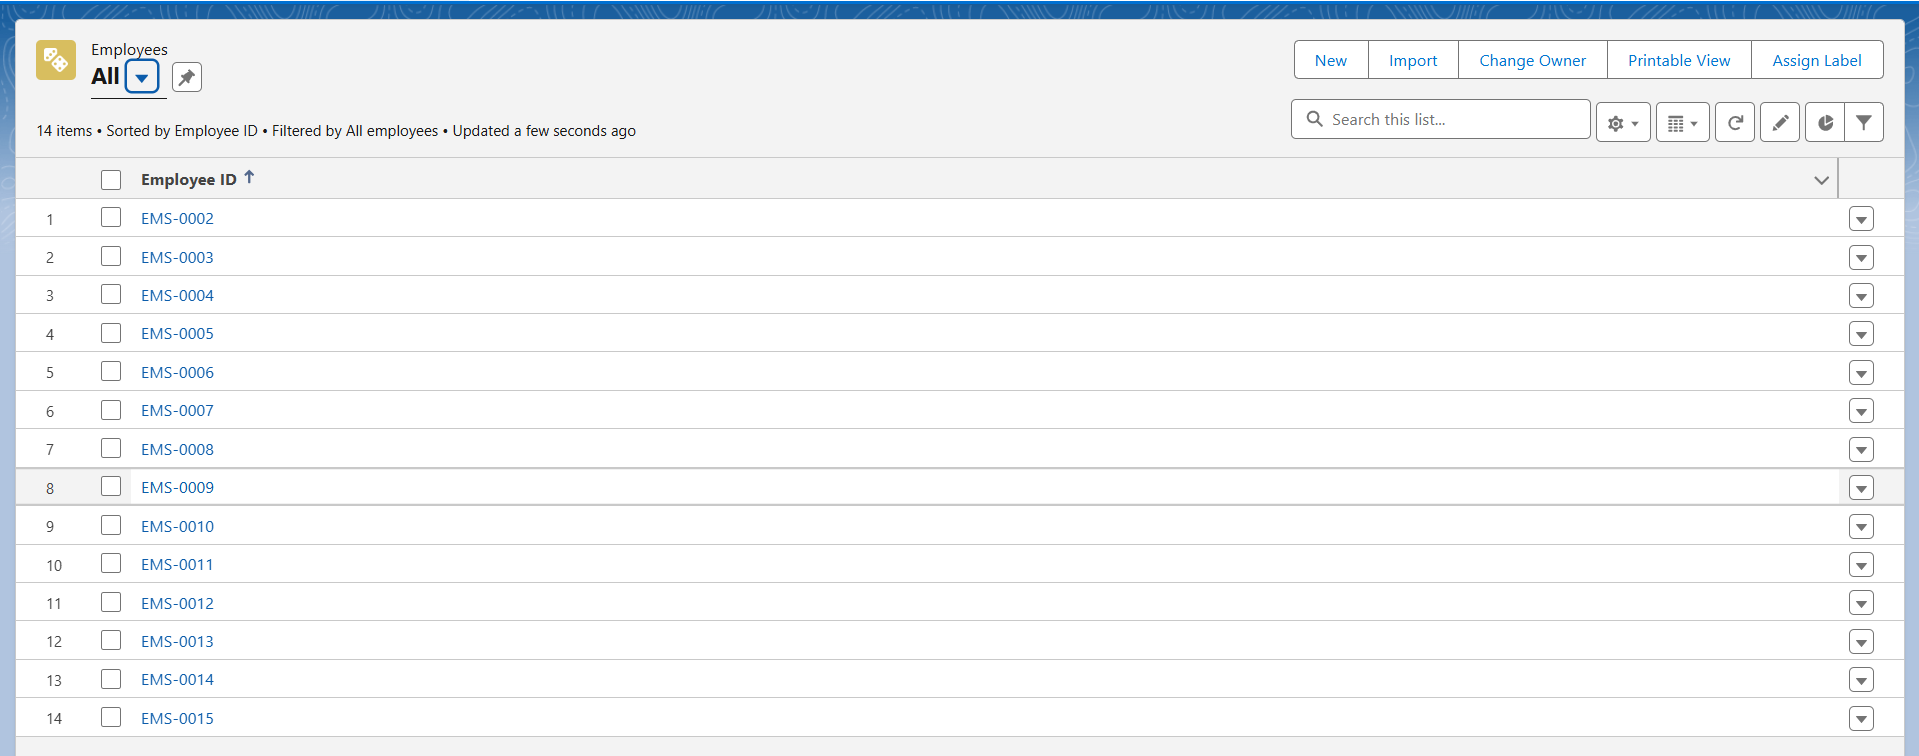 Employees
All
New Import Change Owner Printable View Assign Label
14 items • Sorted by Employee ID • Filtered by All employees • Updated a few seconds ago
Search this list...
Employee ID
1 EMS-0002
2 EMS-0003
3 EMS-0004
4 EMS-0005
5 EMS-0006
6 EMS-0007
7 EMS-0008
8 EMS-0009
9 EMS-0010
10 EMS-0011
11 EMS-0012
12 EMS-0013
13 EMS-0014
14 EMS-0015